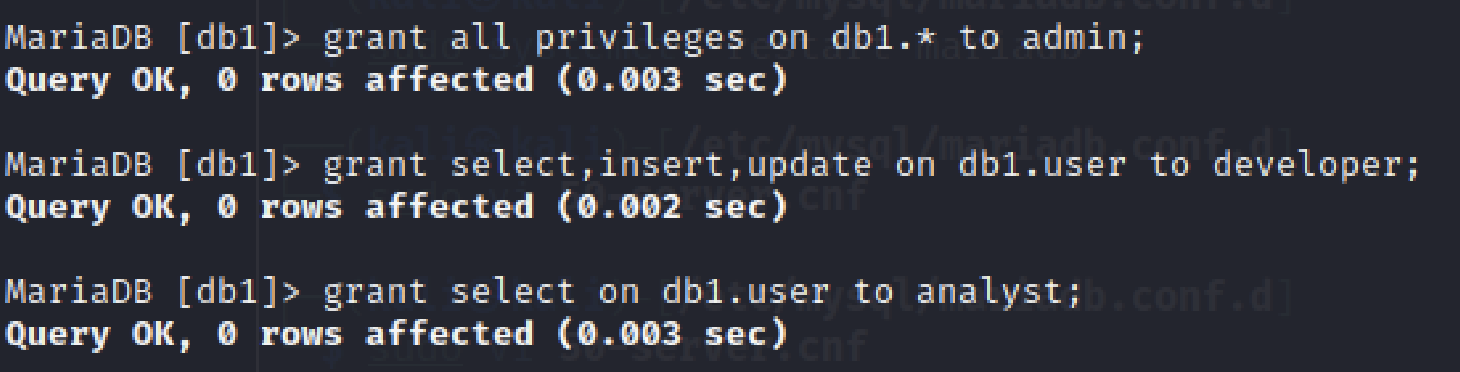 MariaDB [db1]> grant all privileges on db1.* to admin;
Query OK, 0 rows affected (0.003 sec)
MariaDB [db1]> grant select,insert,update on db1.user to developer;
Query OK, 0 rows affected (0.002 sec)
MariaDB [db1]> grant select on db1.user to analyst;
Query OK, 0 rows affected (0.003 sec)